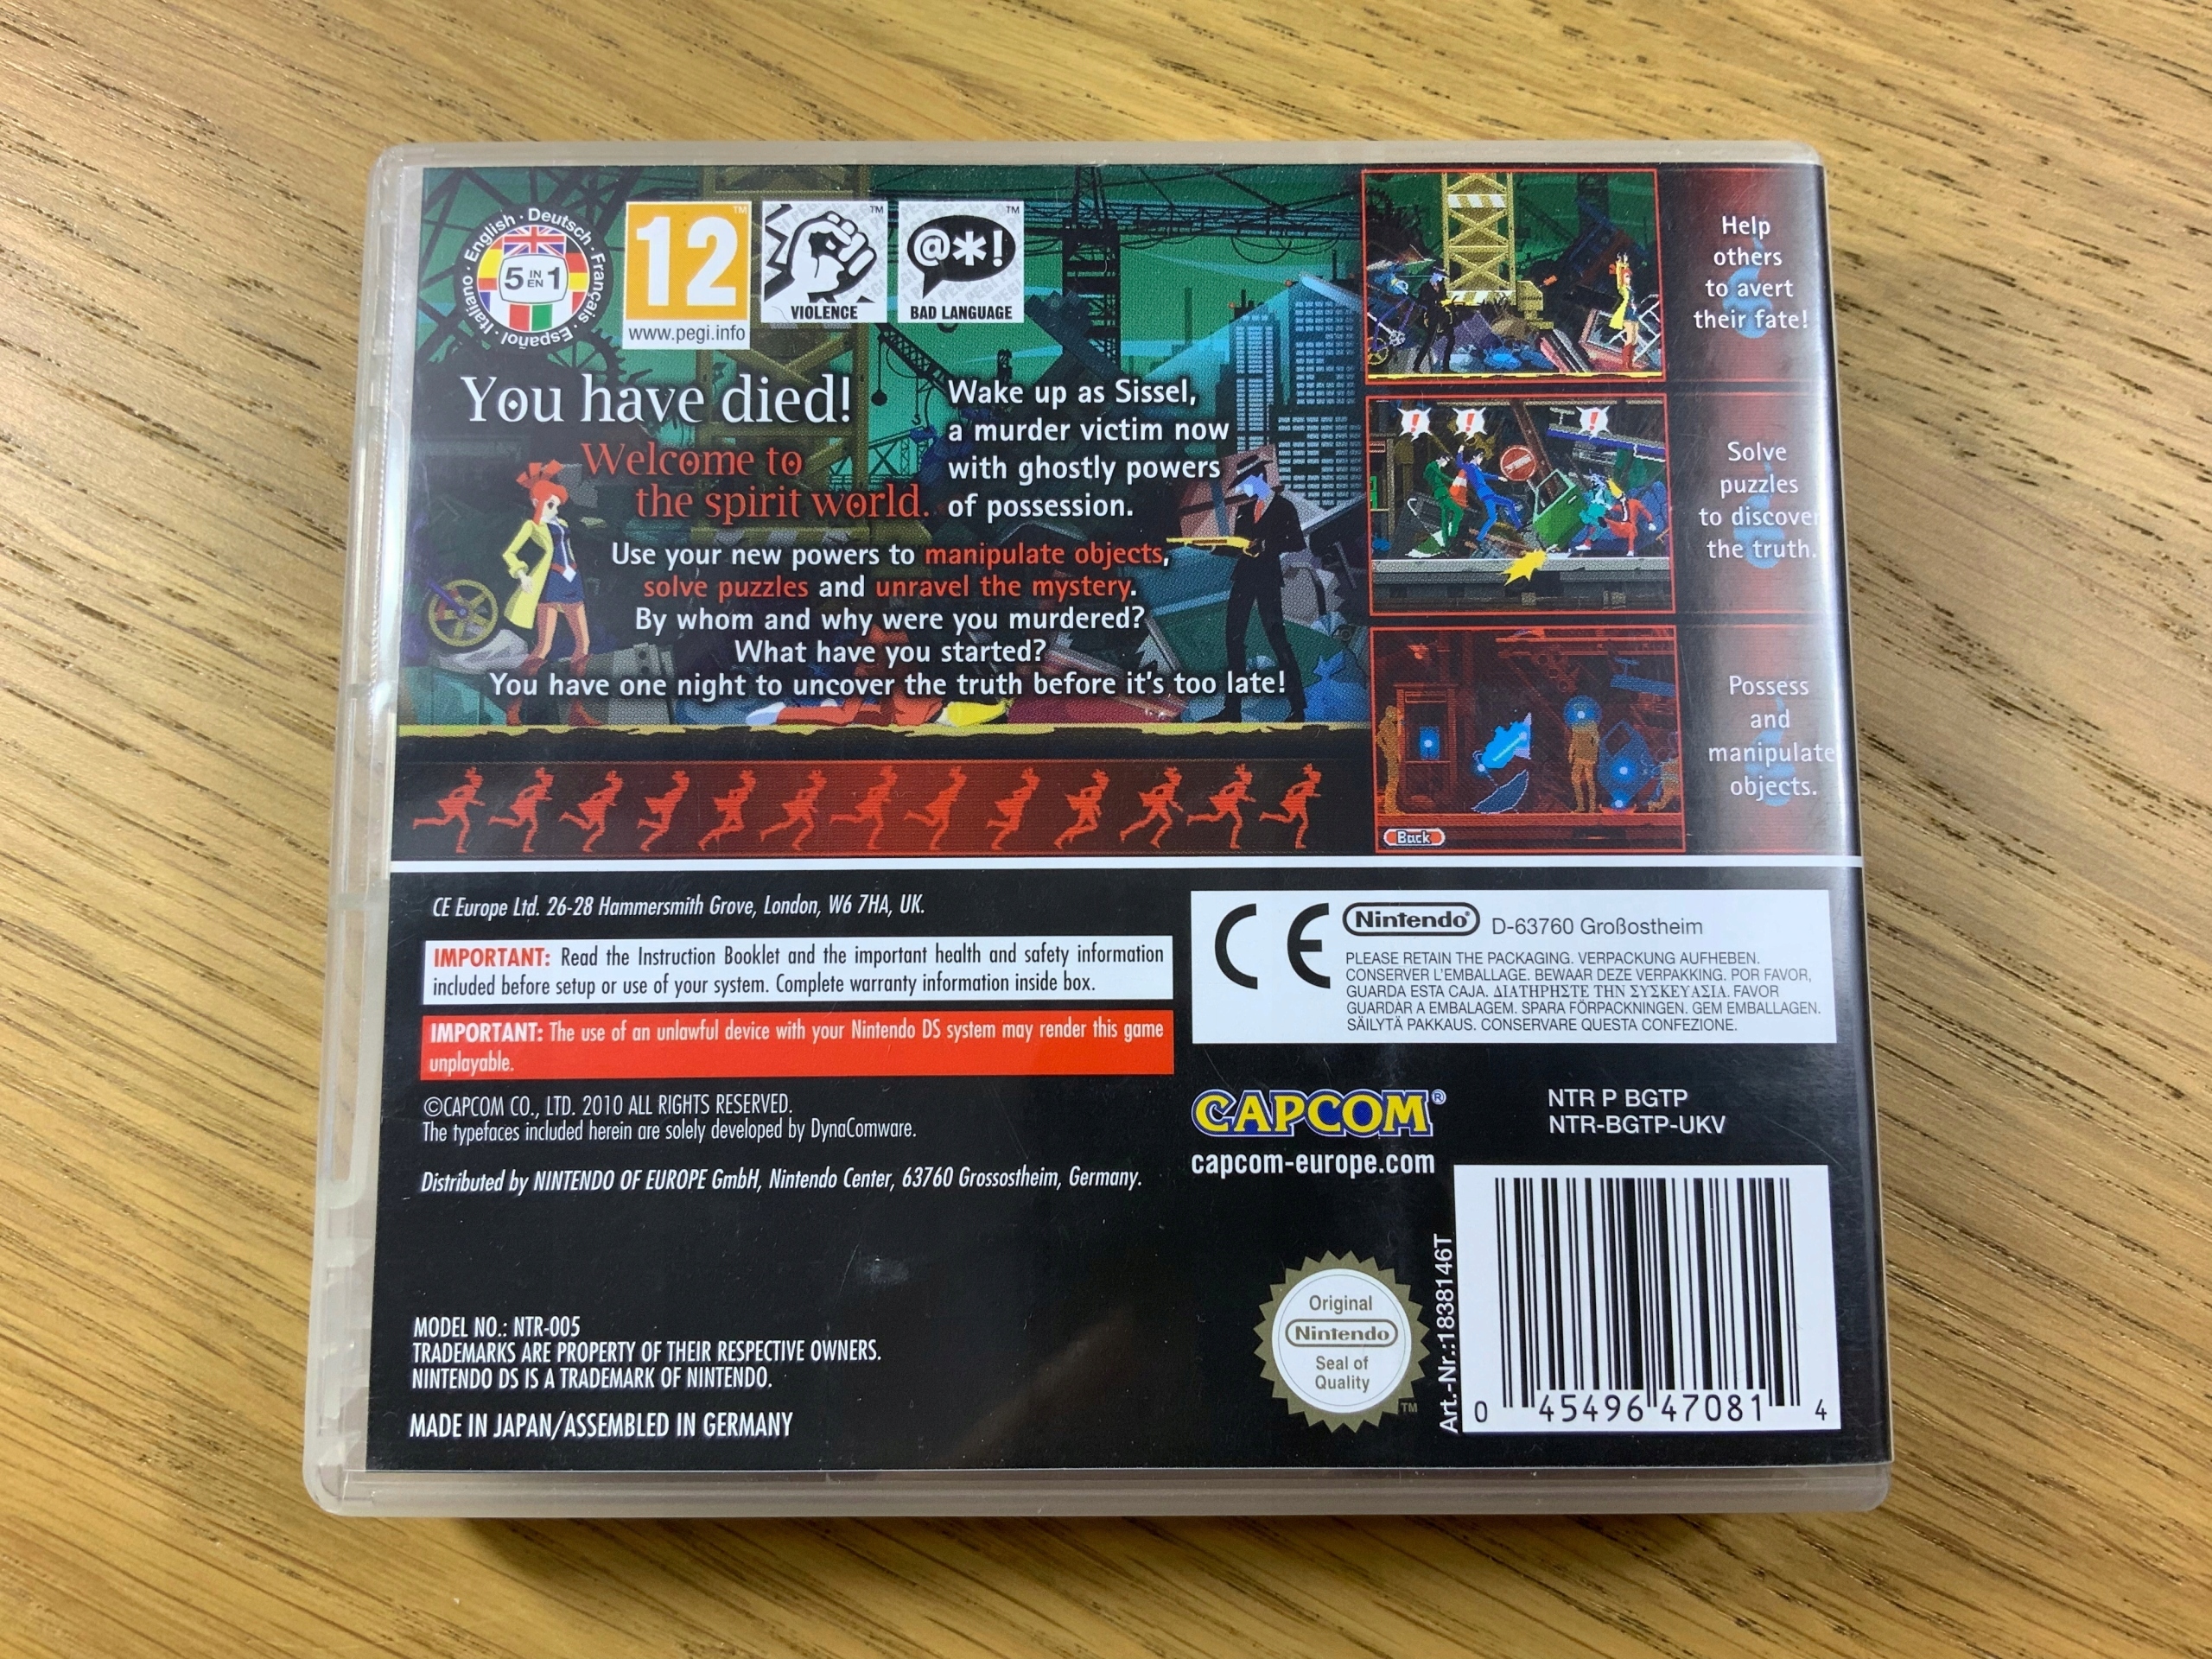 English · Deutsch · Français · Español · Italiano ·
5 IN EN 1
12™
www.pegi.info
™
VIOLENCE
@*!
™
BAD LANGUAGE
You have died!
Welcome to
the spirit world.
Wake up as Sissel,
a murder victim now
with ghostly powers
of possession.
Use your new powers to manipulate objects,
solve puzzles and unravel the mystery.
By whom and why were you murdered?
What have you started?
You have one night to uncover the truth before it's too late!
Help
others
to avert
their fate!
! ! !
Solve
puzzles
to discover
the truth.
Back
Possess
and
manipulate
objects.
CE Europe Ltd. 26-28 Hammersmith Grove, London, W6 7HA, UK.
IMPORTANT: Read the Instruction Booklet and the important health and safety information
included before setup or use of your system. Complete warranty information inside box.
IMPORTANT: The use of an unlawful device with your Nintendo DS system may render this game
unplayable.
©CAPCOM CO., LTD. 2010 ALL RIGHTS RESERVED.
The typefaces included herein are solely developed by DynaComware.
Distributed by NINTENDO OF EUROPE GmbH, Nintendo Center, 63760 Grossostheim, Germany.
MODEL NO.: NTR-005
TRADEMARKS ARE PROPERTY OF THEIR RESPECTIVE OWNERS.
NINTENDO DS IS A TRADEMARK OF NINTENDO.
MADE IN JAPAN/ASSEMBLED IN GERMANY
CE Nintendo® D-63760 Großostheim
PLEASE RETAIN THE PACKAGING. VERPACKUNG AUFHEBEN.
CONSERVER L'EMBALLAGE. BEWAAR DEZE VERPAKKING. POR FAVOR,
GUARDA ESTA CAJA. ΔΙΑΤΗΡΗΣΤΕ ΤΗΝ ΣΥΣΚΕΥΑΣΙΑ. FAVOR
GUARDAR A EMBALAGEM. SPARA FÖRPACKNINGEN. GEM EMBALLAGEN.
SÄILYTÄ PAKKAUS. CONSERVARE QUESTA CONFEZIONE.
CAPCOM®
capcom-europe.com
NTR P BGTP
NTR-BGTP-UKV
Original
Nintendo
Seal of
Quality
™
Art.-Nr.:1838146T
0 45496 47081 4